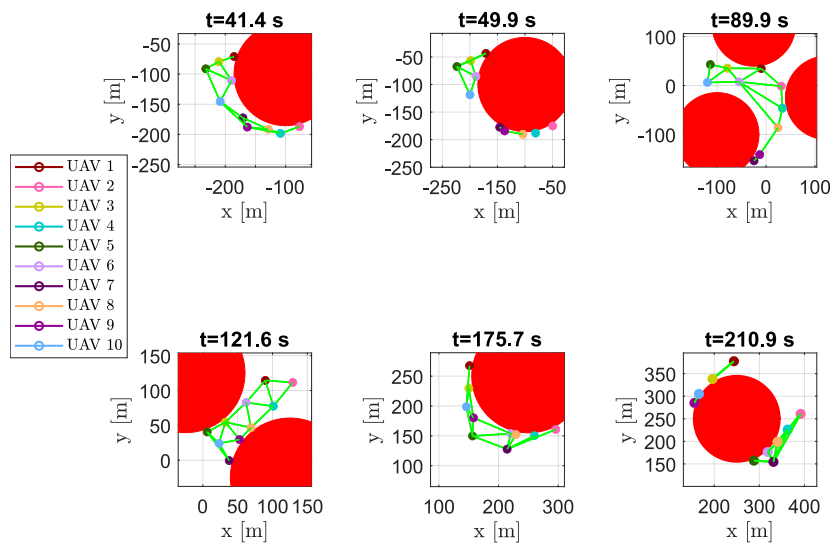 t=41.4 s
t=49.9 s
t=89.9 s
-50
-100
-150
-200
-250
y [m]
-200
-100
x [m]
0
-50
-100
-150
-200
-250
y [m]
-250
-150
-50
x [m]
100
0
-100
y [m]
-100
0
100
x [m]
UAV 1
UAV 2
UAV 3
UAV 4
UAV 5
UAV 6
UAV 7
UAV 8
UAV 9
UAV 10
t=121.6 s
t=175.7 s
t=210.9 s
150
100
50
0
y [m]
0
50
100
150
x [m]
250
200
150
100
y [m]
100
200
300
x [m]
350
300
250
200
150
y [m]
200
300
400
x [m]